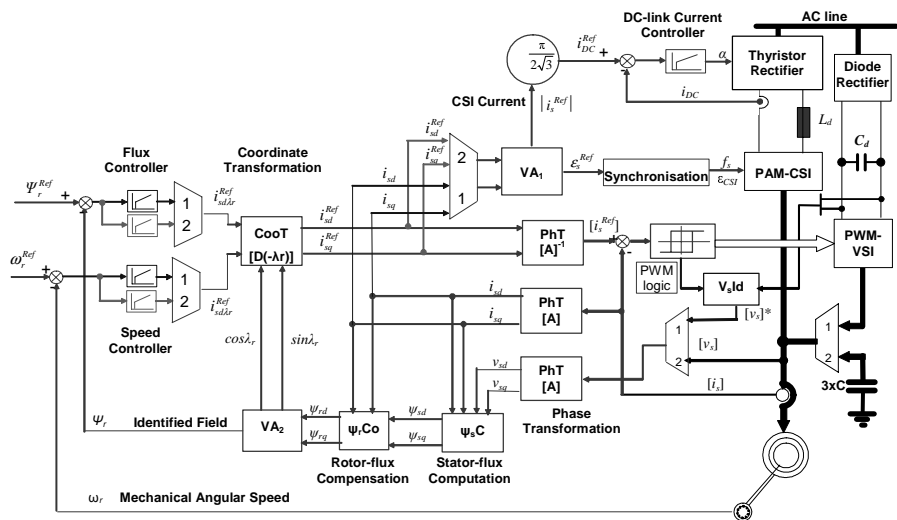 AC line
DC-link Current
Controller
π
2√3
i_DC^Ref
+
-
α
Thyristor
Rectifier
Diode
Rectifier
i_DC
CSI Current
|i_s^Ref|
L_d
C_d
Flux
Controller
Coordinate
Transformation
i_sd^Ref
i_sq^Ref
i_sd
i_sq
2
1
VA₁
ε_s^Ref
Synchronisation
f_s
ε_CSI
PAM-CSI
Ψ_r^Ref
+
-
1
2
i_sdλr^Ref
CooT
[D(-λr)]
i_sd^Ref
i_sq^Ref
PhT
[A]⁻¹
[i_s^Ref]
+
-
PWM
logic
PWM-
VSI
ω_r^Ref
+
-
1
2
i_sdλr^Ref
Speed
Controller
V_sId
[v_s]*
i_sd
i_sq
PhT
[A]
cosλ_r
sinλ_r
1
2
[v_s]
1
2
v_sd
v_sq
PhT
[A]
[i_s]
3xC
Phase
Transformation
Ψ_r
Identified Field
VA₂
ψ_rd
ψ_rq
Ψ_rCo
ψ_sd
ψ_sq
Ψ_sC
Rotor-flux
Compensation
Stator-flux
Computation
ω_r
Mechanical Angular Speed